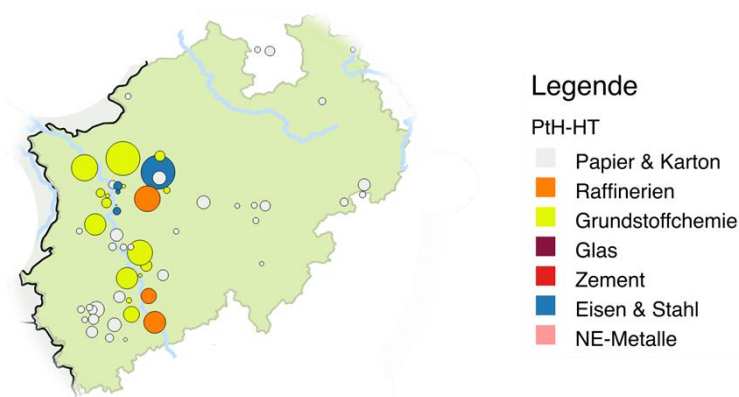 Legende
PtH-HT
Papier & Karton
Raffinerien
Grundstoffchemie
Glas
Zement
Eisen & Stahl
NE-Metalle